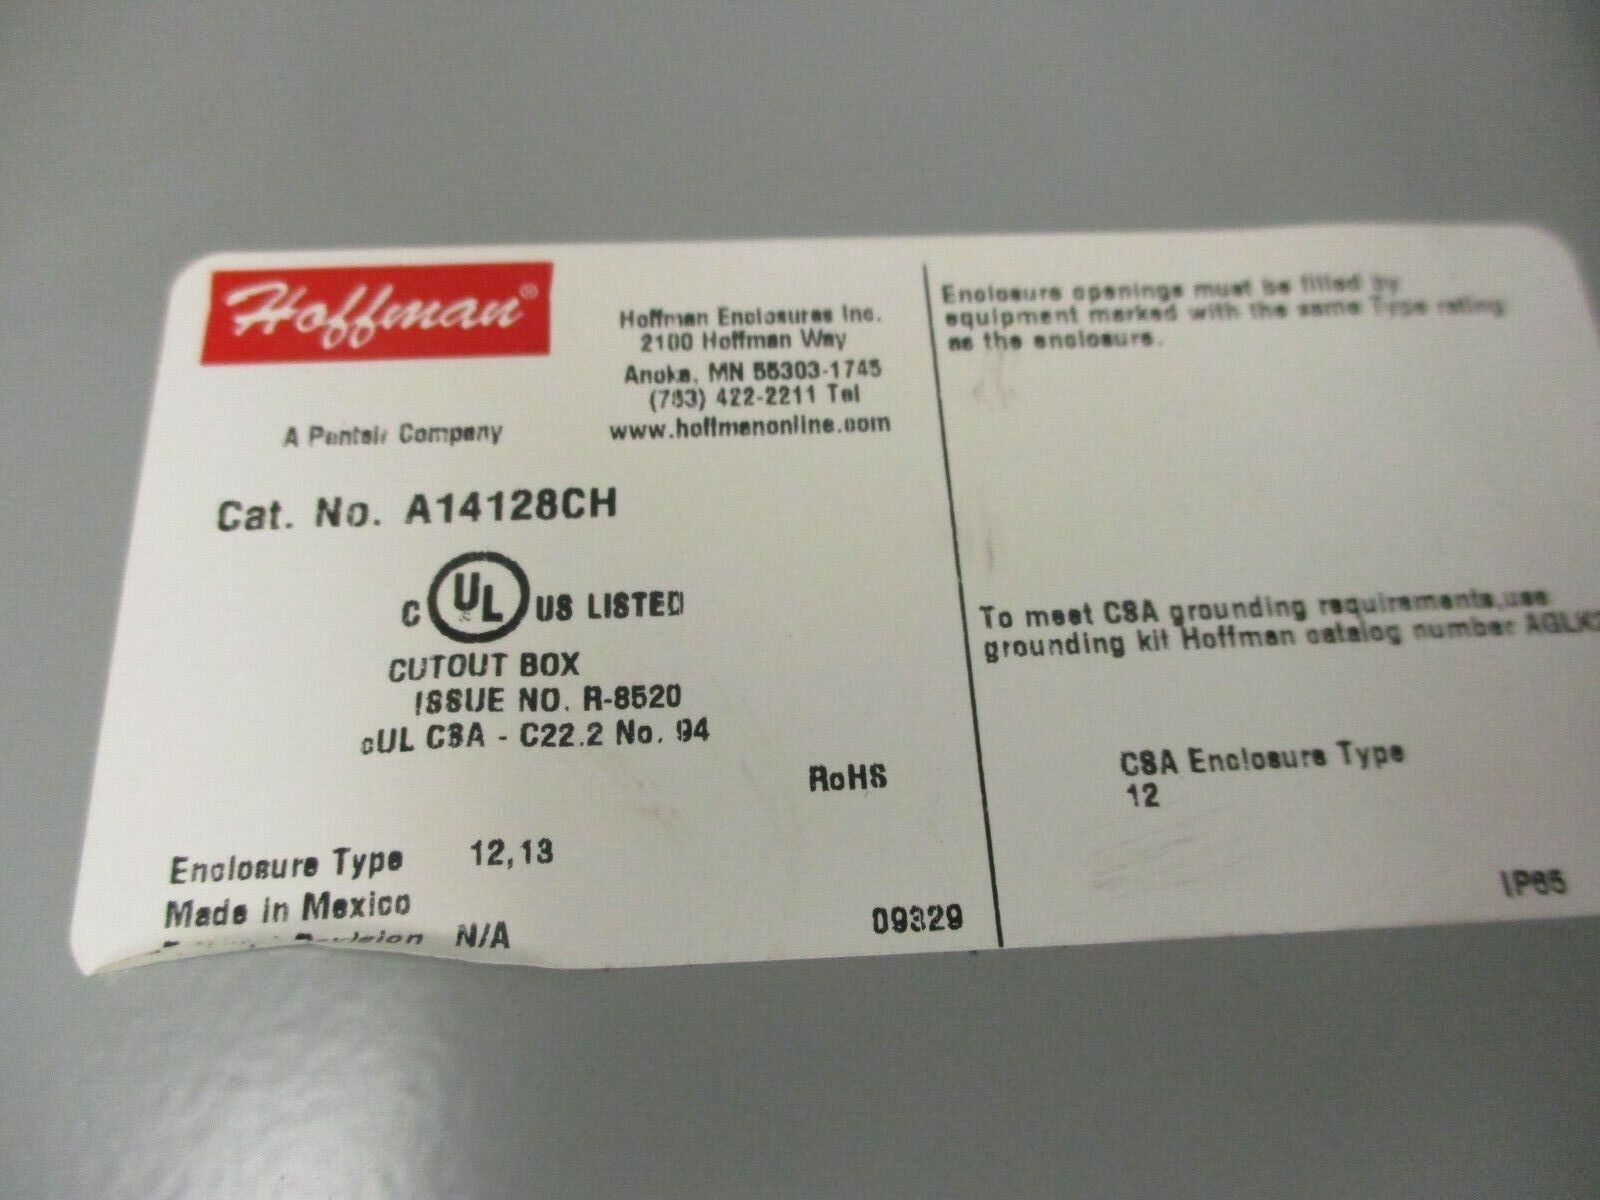 Hoffman®
A Pentair Company
Hoffman Enclosures Inc.
2100 Hoffman Way
Anoka, MN 55303-1745
(763) 422-2211 Tel
www.hoffmanonline.com
Cat. No. A14128CH
C UL US LISTED
CUTOUT BOX
ISSUE NO. R-8520
cUL CSA - C22.2 No. 94
RoHS
Enclosure Type 12,13
Made in Mexico
Revision N/A
09329
Enclosure openings must be filled by
equipment marked with the same Type rating
as the enclosure.
To meet CSA grounding requirements,use
grounding kit Hoffman catalog number
CSA Enclosure Type
12
IP65